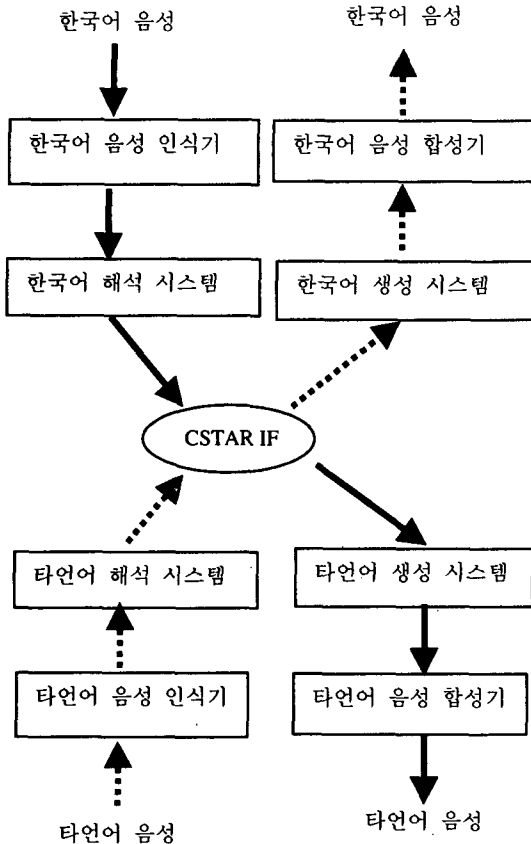 한국어 음성
한국어 음성
한국어 음성 인식기
한국어 음성 합성기
한국어 해석 시스템
한국어 생성 시스템
CSTAR IF
타언어 해석 시스템
타언어 생성 시스템
타언어 음성 인식기
타언어 음성 합성기
타언어 음성
타언어 음성